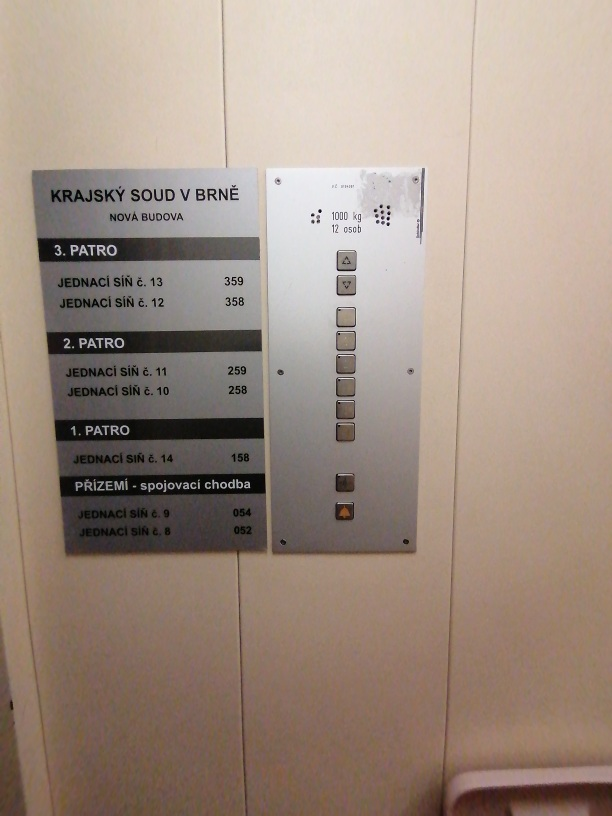 KRAJSKÝ SOUD V BRNĚ
NOVÁ BUDOVA
3. PATRO
JEDNACÍ SÍŇ č. 13 359
JEDNACÍ SÍŇ č. 12 358
2. PATRO
JEDNACÍ SÍŇ č. 11 259
JEDNACÍ SÍŇ č. 10 258
1. PATRO
JEDNACÍ SÍŇ č. 14 158
PŘÍZEMÍ - spojovací chodba
JEDNACÍ SÍŇ č. 9 054
JEDNACÍ SÍŇ č. 8 052
1000 kg
12 osob